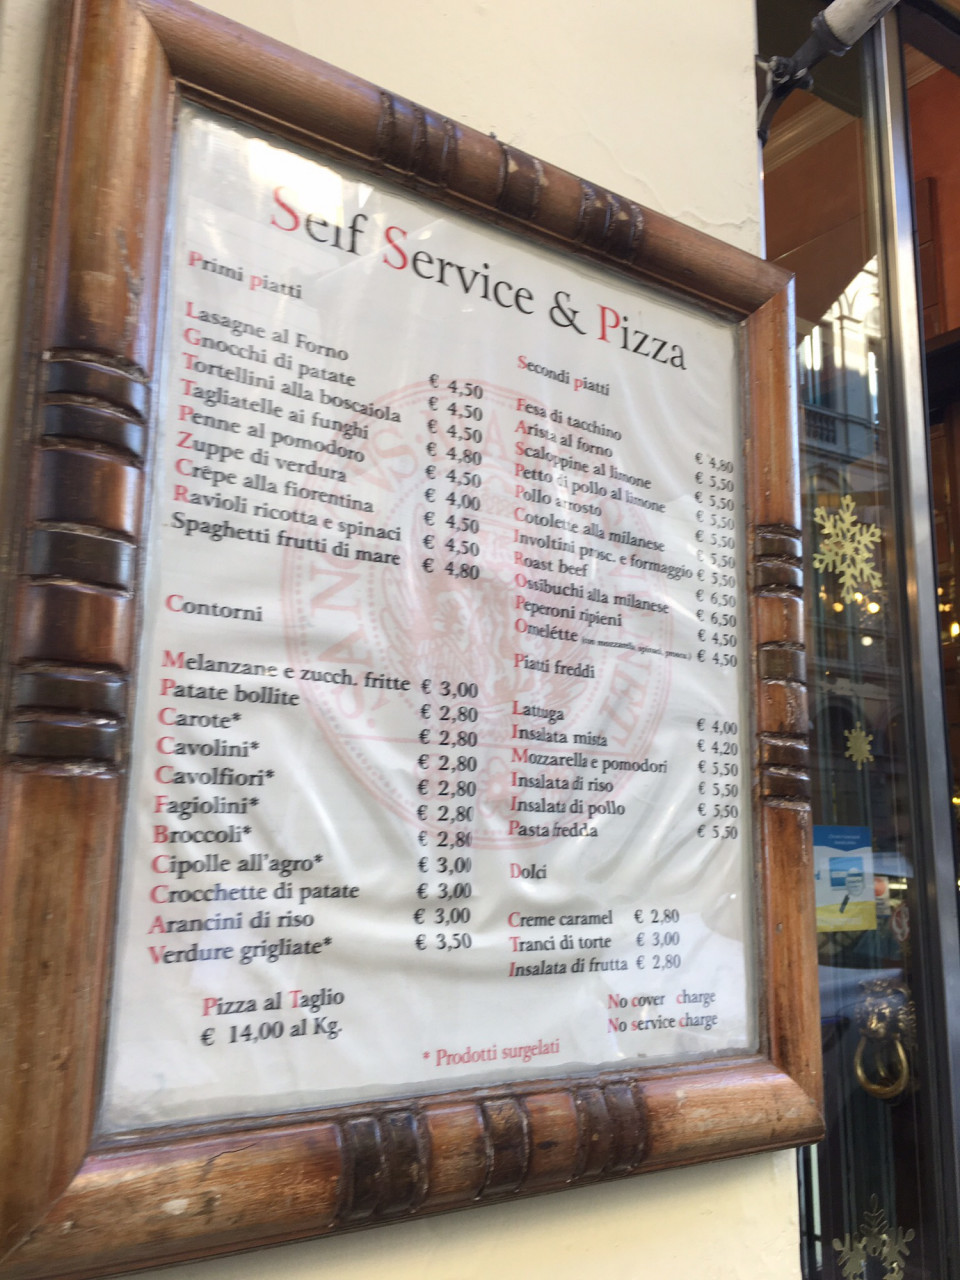 Self Service & Pizza
Primi piatti
Lasagne al Forno € 4,50
Gnocchi di patate € 4,50
Tortellini alla boscaiola € 4,50
Tagliatelle ai funghi € 4,80
Penne al pomodoro € 4,50
Zuppe di verdura € 4,00
Crêpe alla fiorentina € 4,50
Ravioli ricotta e spinaci € 4,50
Spaghetti frutti di mare € 4,80
Contorni
Melanzane e zucch. fritte € 3,00
Patate bollite € 2,80
Carote* € 2,80
Cavolini* € 2,80
Cavolfiori* € 2,80
Fagiolini* € 2,80
Broccoli* € 2,80
Cipolle all'agro* € 3,00
Crocchette di patate € 3,00
Arancini di riso € 3,00
Verdure grigliate* € 3,50
Pizza al Taglio
€ 14,00 al Kg.
Secondi piatti
Fesa di tacchino € 4,80
Arista al forno € 5,50
Scaloppine al limone € 5,50
Petto di pollo al limone € 5,50
Pollo arrosto € 5,50
Cotolette alla milanese € 5,50
Involtini prosc. e formaggio € 5,50
Roast beef € 6,50
Ossibuchi alla milanese € 6,50
Peperoni ripieni € 4,50
Omelétte (con mozzarella, spinaci, prosciu.) € 4,50
Piatti freddi
Lattuga € 4,00
Insalata mista € 4,20
Mozzarella e pomodori € 5,50
Insalata di riso € 5,50
Insalata di pollo € 5,50
Pasta fredda € 5,50
Dolci
Creme caramel € 2,80
Tranci di torte € 3,00
Insalata di frutta € 2,80
No cover charge
No service charge
* Prodotti surgelati